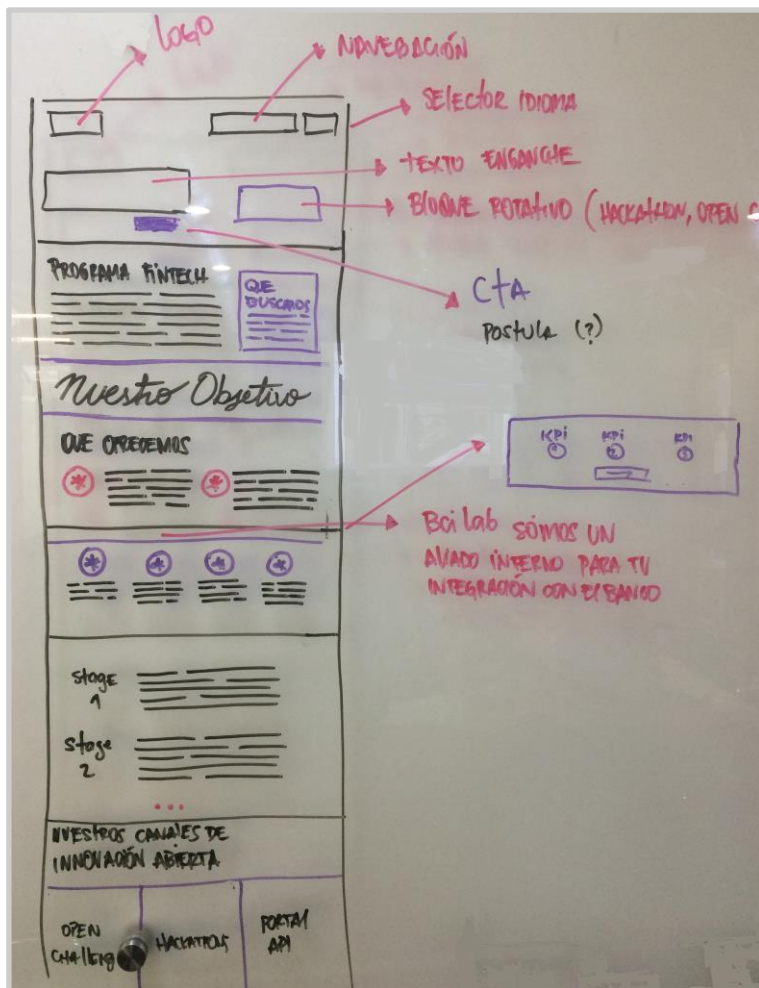 LOGO
NAVEGACIÓN
SELECTOR IDIOMA
TEXTO ENGANCHE
BLOQUE ROTATIVO (HACKATHON, OPEN C
PROGRAMA FINTECH
QUE
BUSCAMOS
CTA
POSTULA (?)
Nuestro Objetivo
QUE OFRECEMOS
KPI KPI KPI
Bci Lab SOMOS UN
ALIADO INTERNO PARA TU
INTEGRACIÓN CON EL BANCO
Stage
1
Stage
2
...
NUESTROS CANALES DE
INNOVACIÓN ABIERTA
OPEN
Challeng
HACKATHONS
PORTAL
API